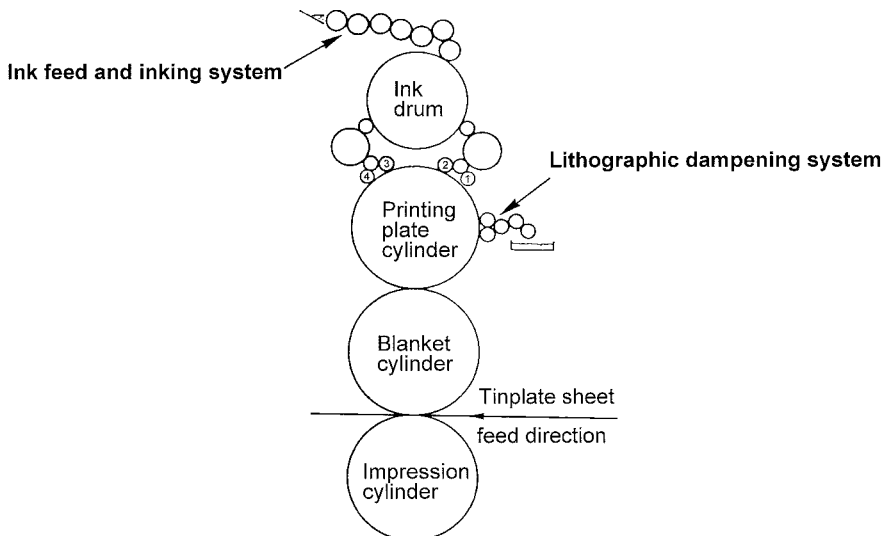 Ink feed and inking system
Ink
drum
3
2
4
1
Lithographic dampening system
Printing
plate
cylinder
Blanket
cylinder
Tinplate sheet
feed direction
Impression
cylinder